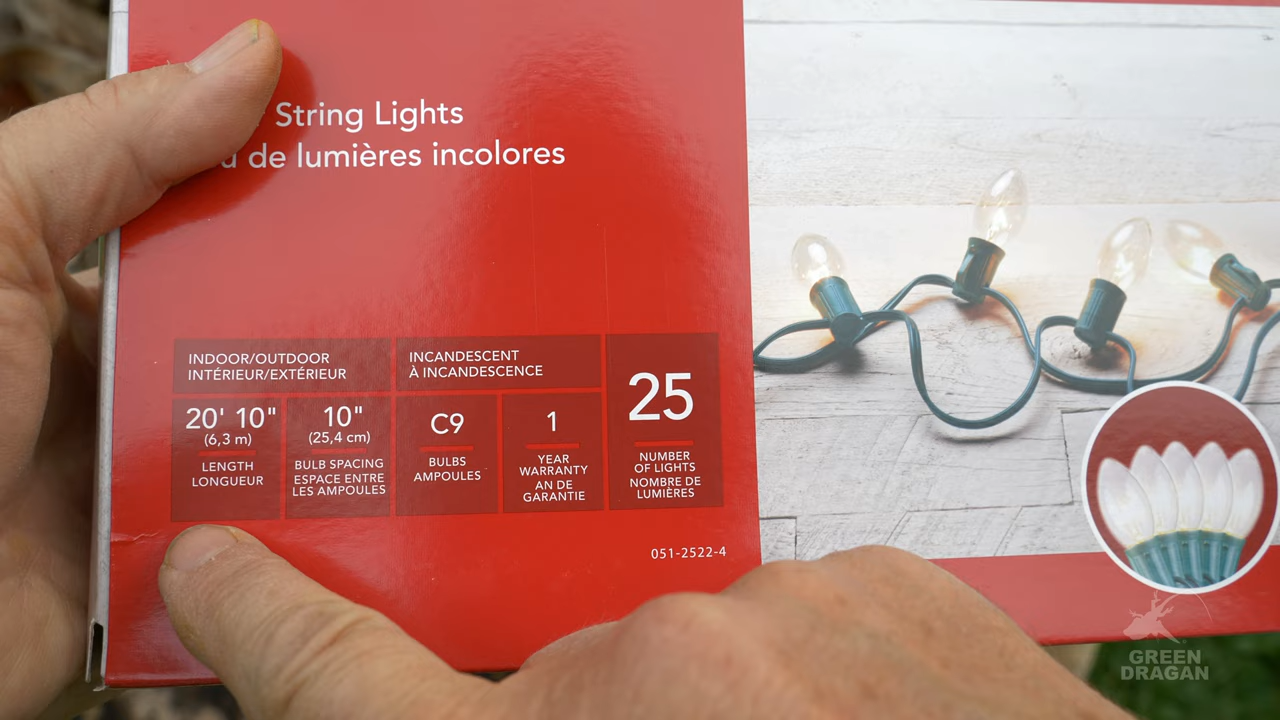 String Lights
de lumières incolores
INDOOR/OUTDOOR
INTÉRIEUR/EXTÉRIEUR
INCANDESCENT
À INCANDESCENCE
20' 10"
(6,3 m)
LENGTH
LONGUEUR
10"
(25,4 cm)
BULB SPACING
ESPACE ENTRE
LES AMPOULES
C9
BULBS
AMPOULES
1
YEAR
WARRANTY
AN DE
GARANTIE
25
NUMBER
OF LIGHTS
NOMBRE DE
LUMIÈRES
051-2522-4
GREEN
DRAGAN